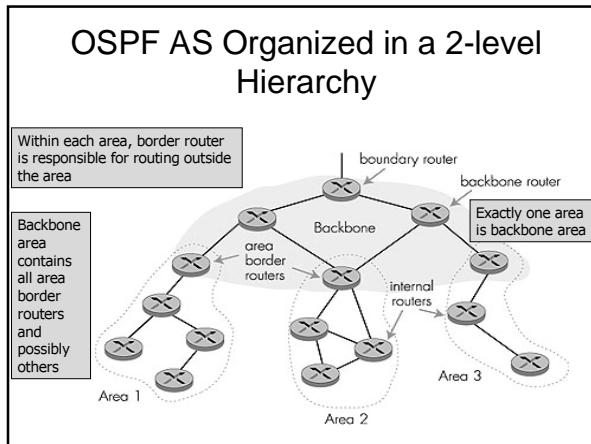 OSPF AS Organized in a 2-level
Hierarchy
Within each area, border router
is responsible for routing outside
the area
boundary router
backbone router
Backbone
Exactly one area
is backbone area
Backbone
area
contains
all area
border
routers
and
possibly
others
area
border
routers
internal
routers
Area 1
Area 2
Area 3